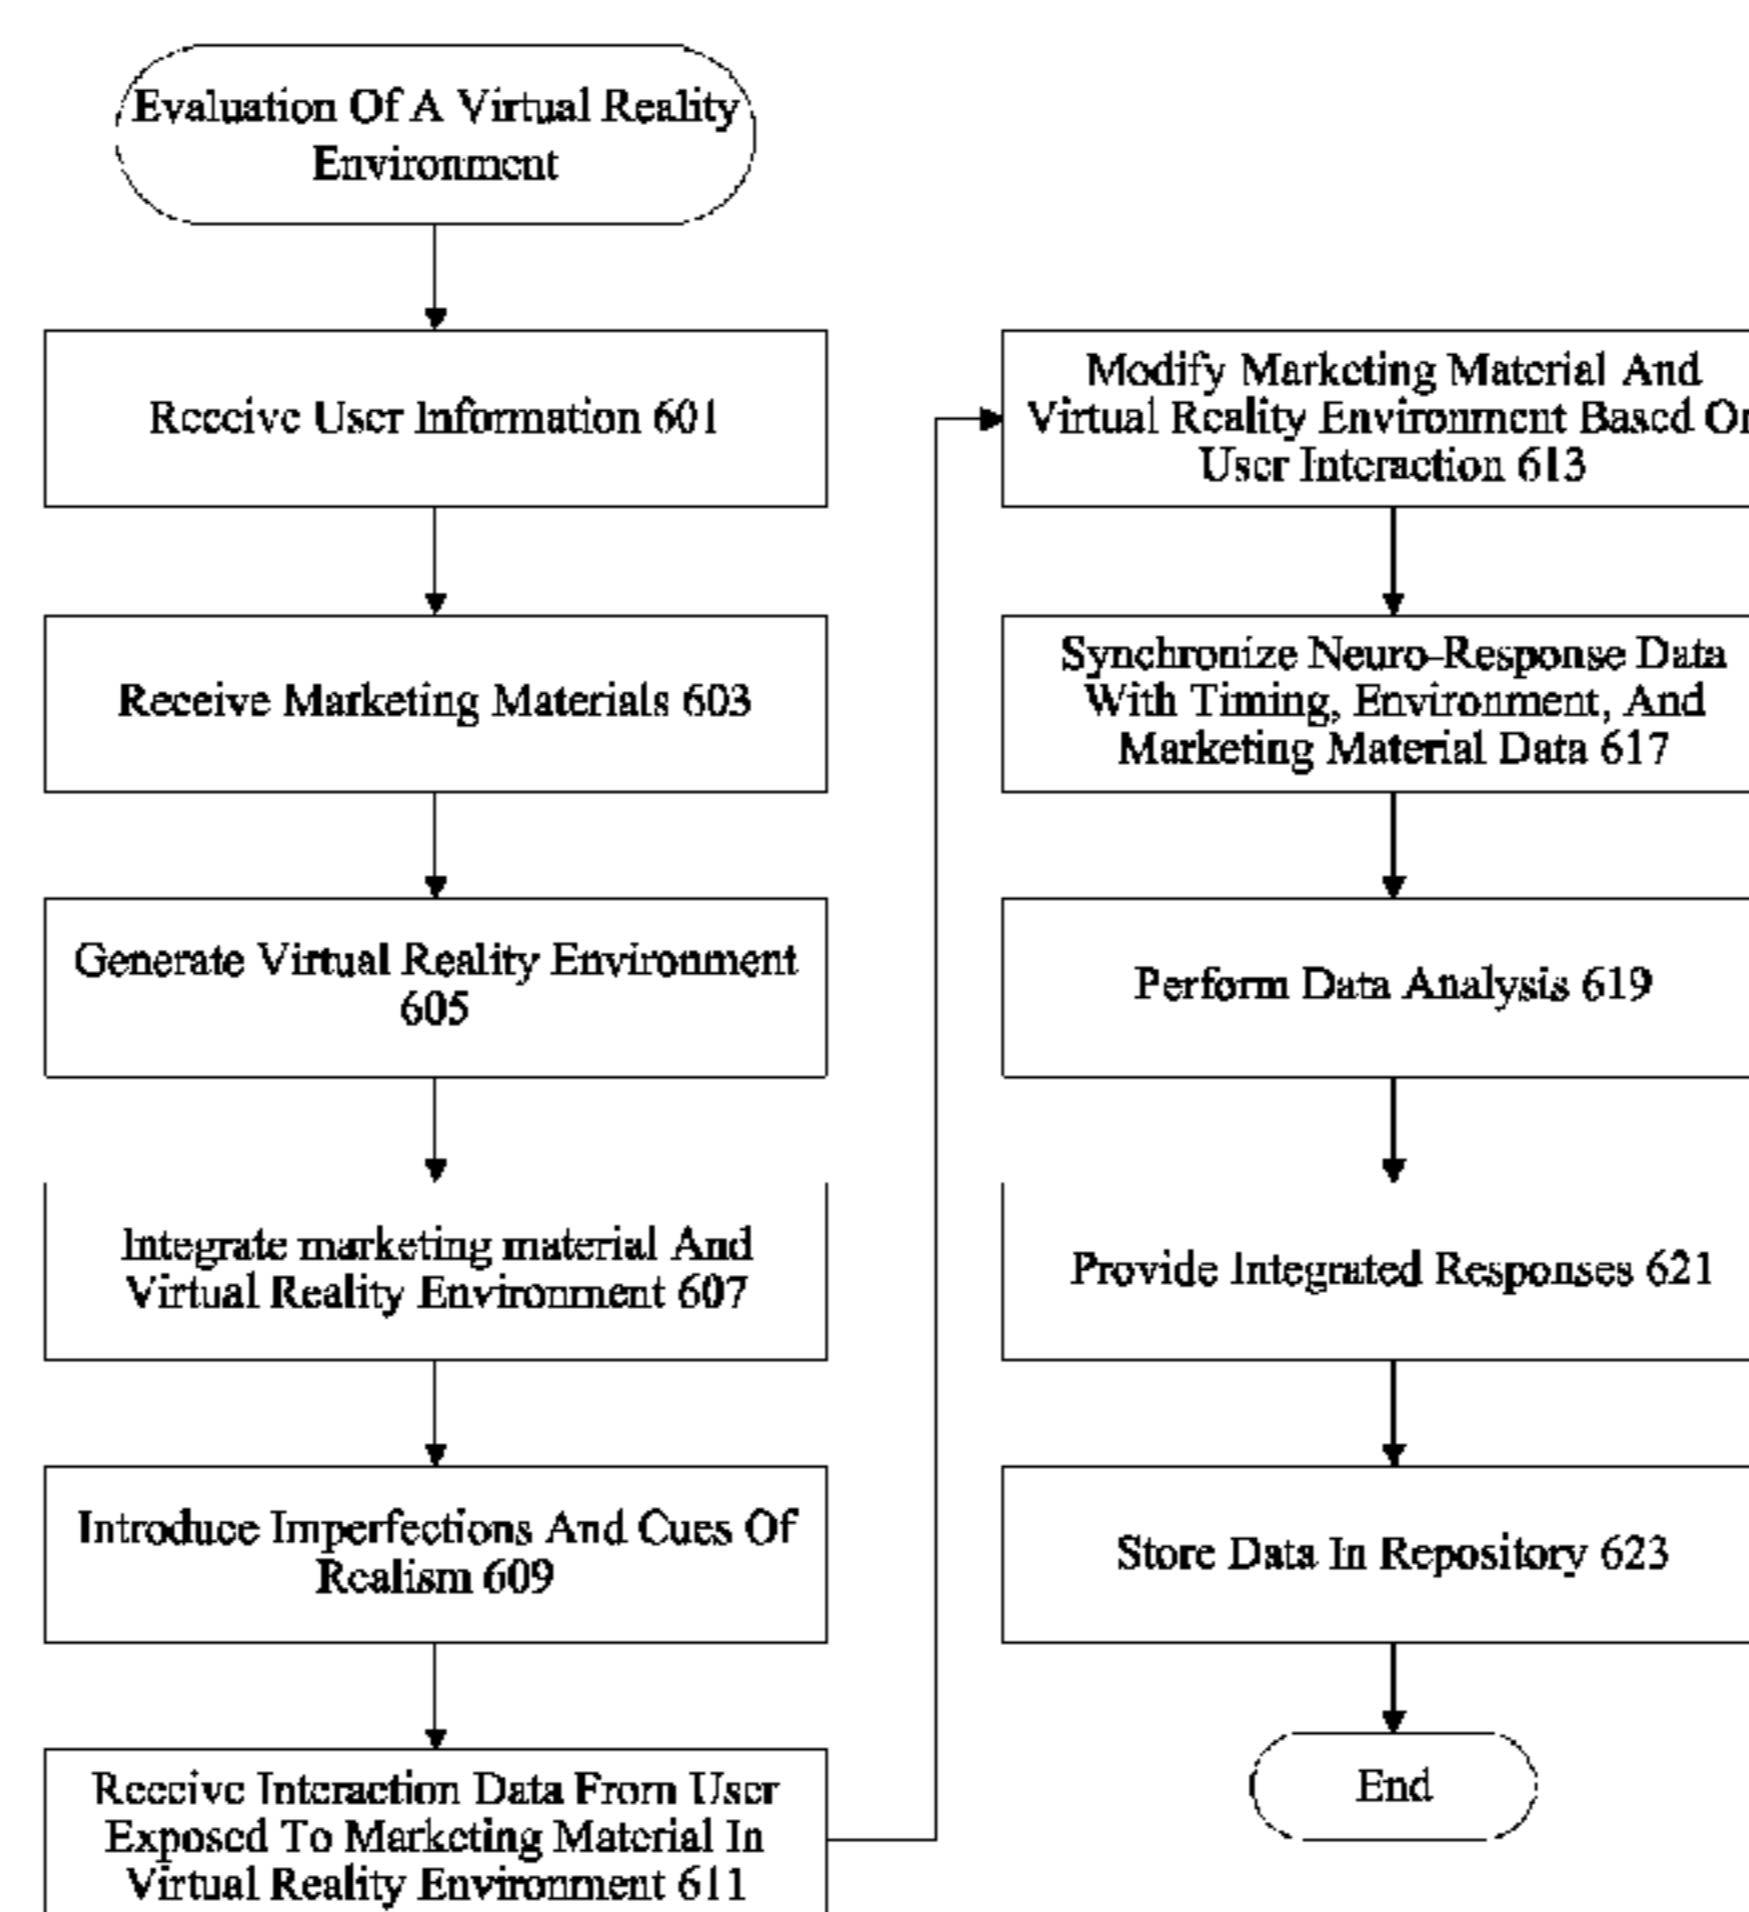 Evaluation Of A Virtual Reality
Environment
Receive User Information 601
Receive Marketing Materials 603
Generate Virtual Reality Environment
605
Integrate marketing material And
Virtual Reality Environment 607
Introduce Imperfections And Cues Of
Realism 609
Receive Interaction Data From User
Exposed To Marketing Material In
Virtual Reality Environment 611
Modify Marketing Material And
Virtual Reality Environment Based On
User Interaction 613
Synchronize Neuro-Response Data
With Timing, Environment, And
Marketing Material Data 617
Perform Data Analysis 619
Provide Integrated Responses 621
Store Data In Repository 623
End